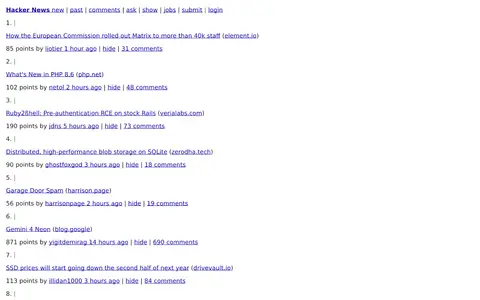 Hacker News new | past | comments | ask | show | jobs | submit | login
1. |
How the European Commission rolled out Matrix to more than 40k staff (element.io)
85 points by ljotier 1 hour ago | hide | 31 comments
2. |
What's New in PHP 8.6 (php.net)
102 points by netol 2 hours ago | hide | 48 comments
3. |
Ruby2Shell: Pre-authentication RCE on stock Rails (verialabs.com)
190 points by jdns 5 hours ago | hide | 73 comments
4. |
Distributed, high-performance blob storage on SQLite (zerodha.tech)
90 points by ghostfoxgod 3 hours ago | hide | 18 comments
5. |
Garage Door Spam (harrison.page)
56 points by harrisonpage 2 hours ago | hide | 19 comments
6. |
Gemini 4 Neon (blog.google)
871 points by yigitdemirag 14 hours ago | hide | 690 comments
7. |
SSD prices will start going down the second half of next year (drivevault.io)
113 points by illidan1000 3 hours ago | hide | 84 comments
8. |